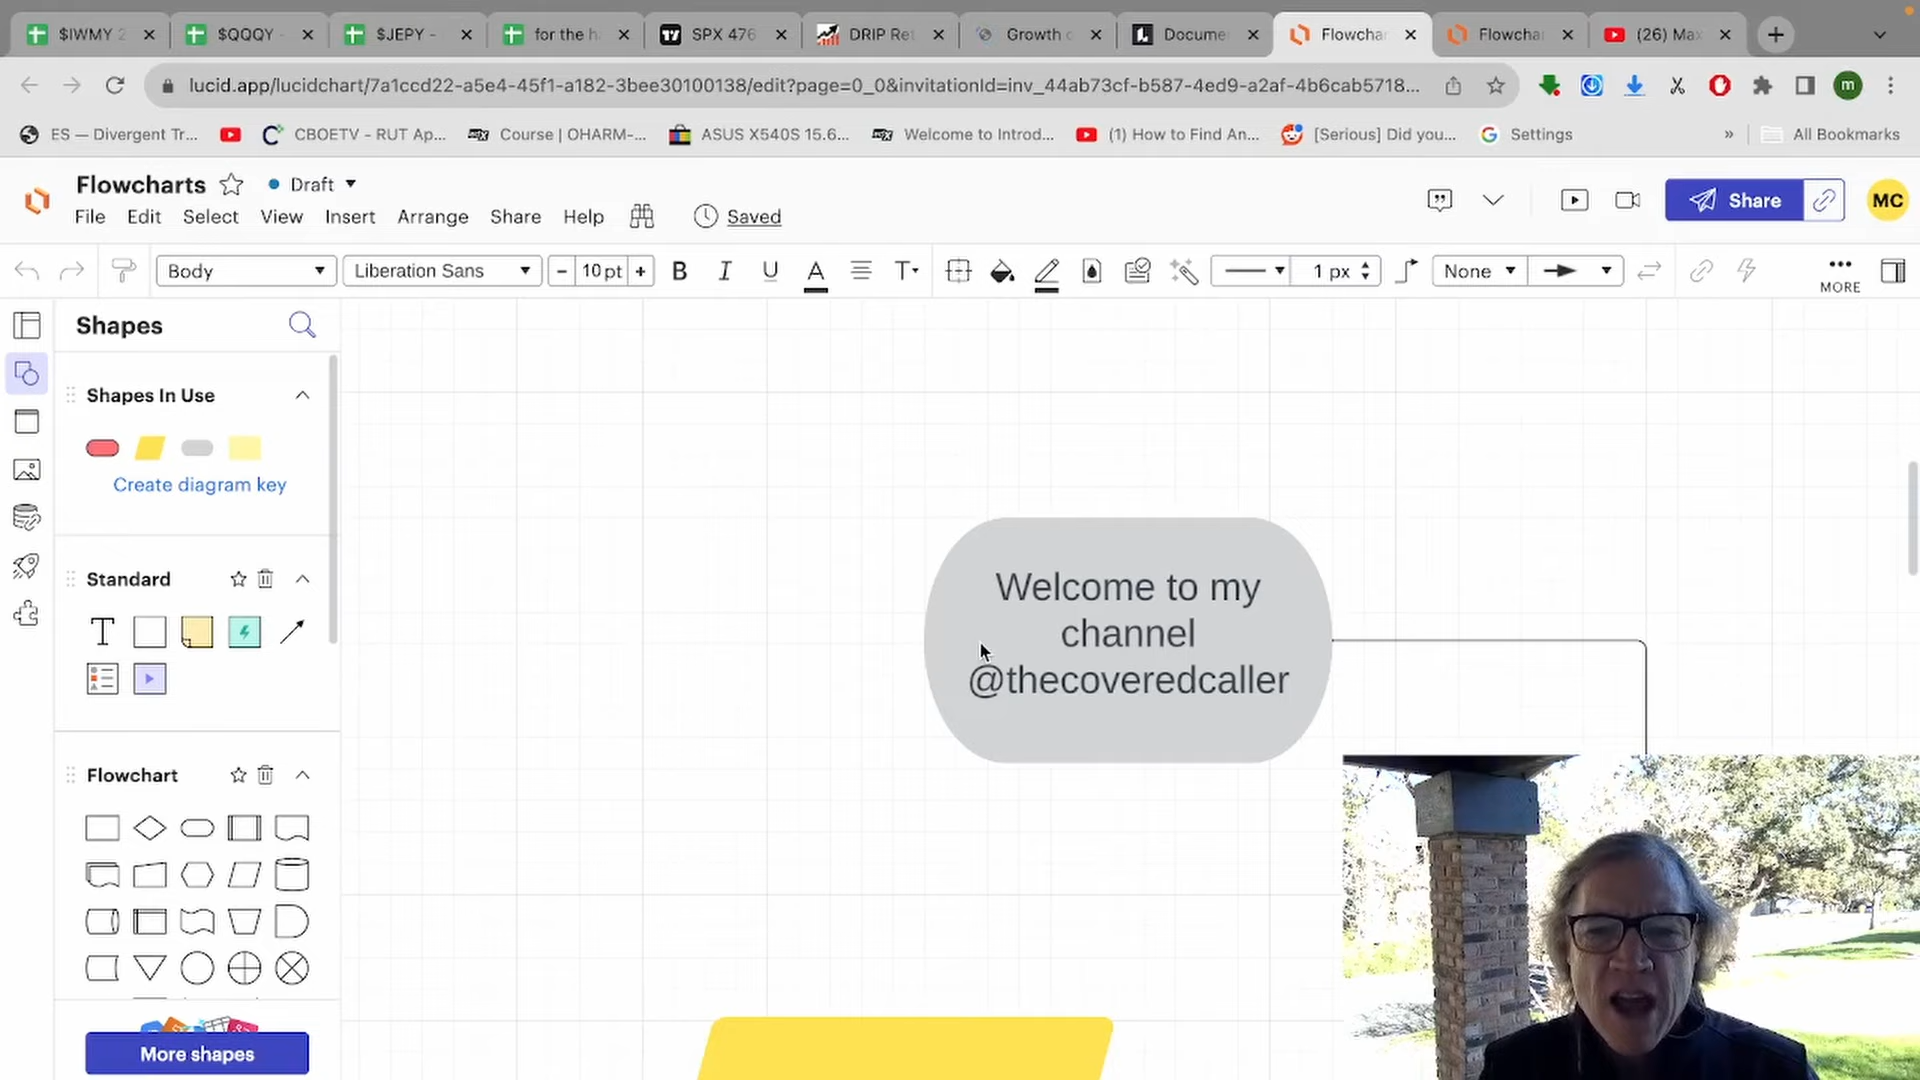 $IWMY 2
$QQQY -
$JEPY -
for the h
SPX 476
DRIP Ret
Growth c
Docume
Flowchar
Flowchar
(26) Max
lucid.app/lucidchart/7a1ccd22-a5e4-45f1-a182-3bee30100138/edit?page=0_0&invitationId=inv_44ab73cf-b587-4ed9-a2af-4b6cab5718...
m
ES — Divergent Tr...
CBOETV - RUT Ap...
Course | OHARM-...
ASUS X540S 15.6...
Welcome to Introd...
(1) How to Find An...
[Serious] Did you...
Settings
»
All Bookmarks
Flowcharts
Draft
File Edit Select View Insert Arrange Share Help
Saved
Share
MC
Body
Liberation Sans
− 10 pt +
B I U A T
1 px
None
MORE
Shapes
Shapes In Use
Create diagram key
Standard
T
Flowchart
More shapes
Welcome to my
channel
@thecoveredcaller